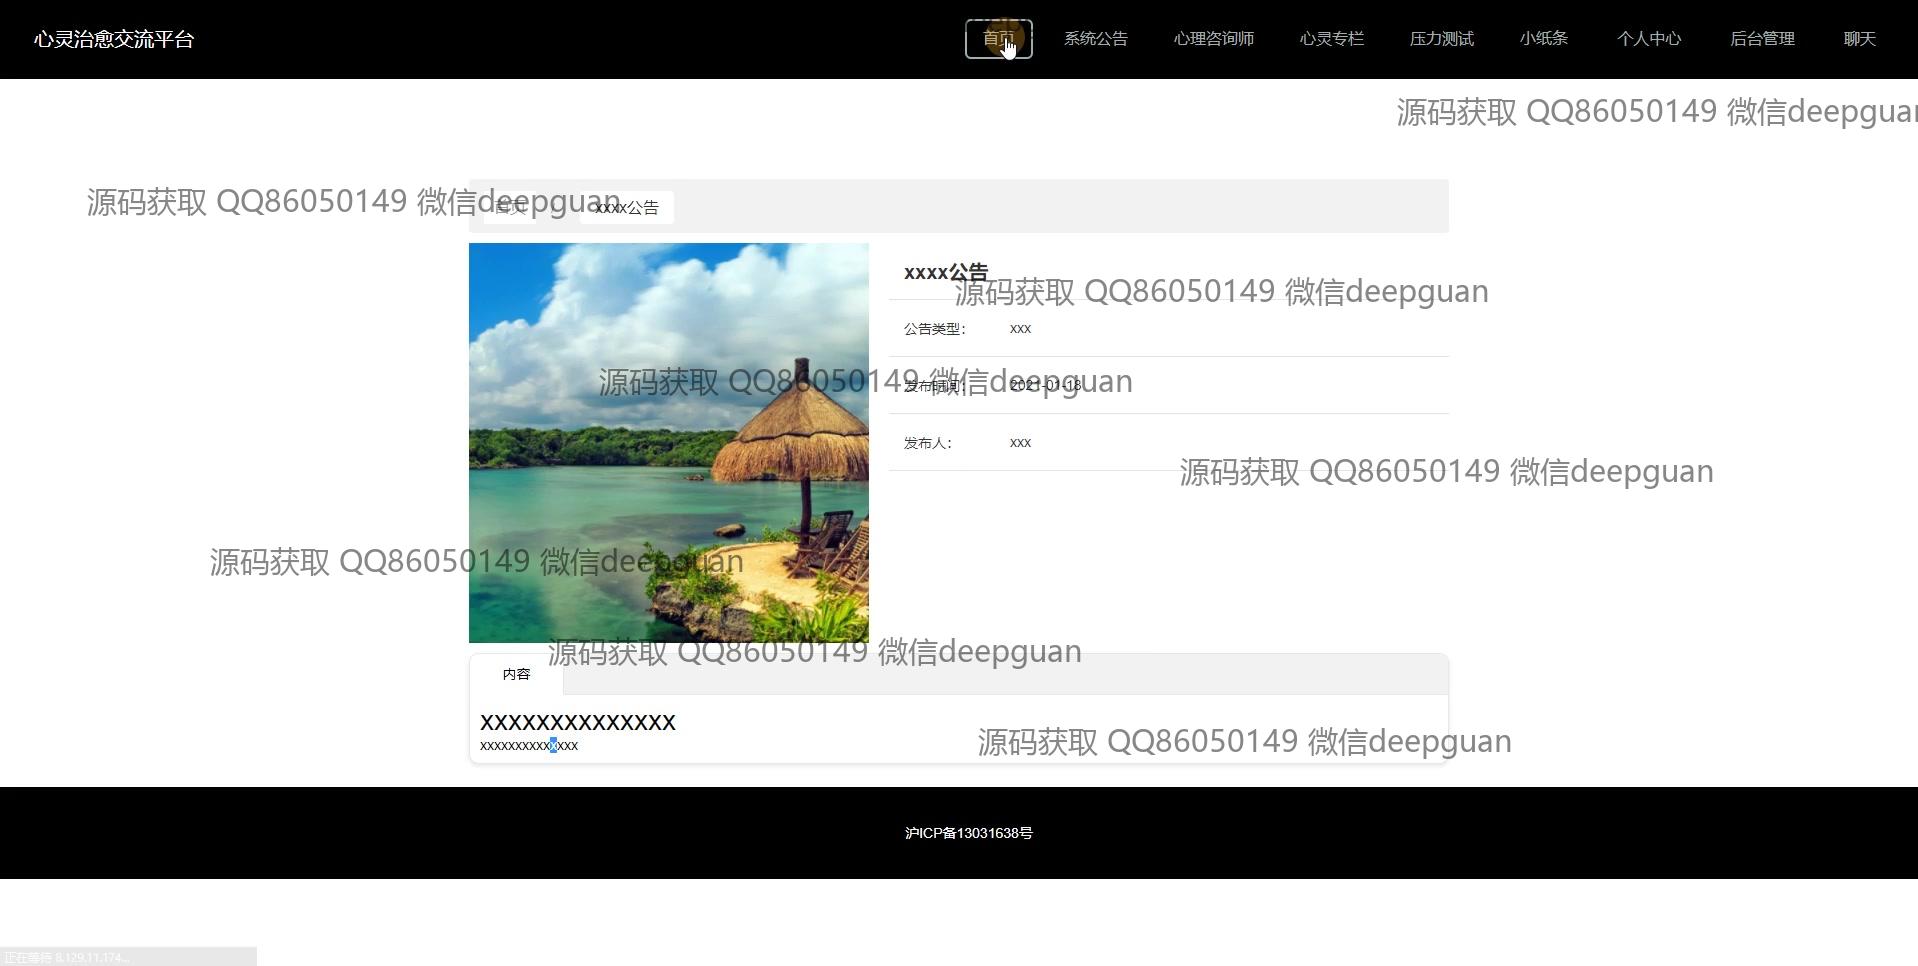 心灵治愈交流平台
首页 系统公告 心理咨询师 心灵专栏 压力测试 小纸条 个人中心 后台管理 聊天
源码获取 QQ86050149 微信deepguan
源码获取 QQ86050149 微信deepguan
首页 xxxx公告
xxxx公告
源码获取 QQ86050149 微信deepguan
公告类型： xxx
源码获取 QQ86050149 微信deepguan
发布时间： 2021-01-18
发布人： xxx
源码获取 QQ86050149 微信deepguan
源码获取 QQ86050149 微信deepguan
源码获取 QQ86050149 微信deepguan
内容
xxxxxxxxxxxxxx
xxxxxxxxxxxxxx
源码获取 QQ86050149 微信deepguan
沪ICP备13031638号
正在等待 8.129.11.174...